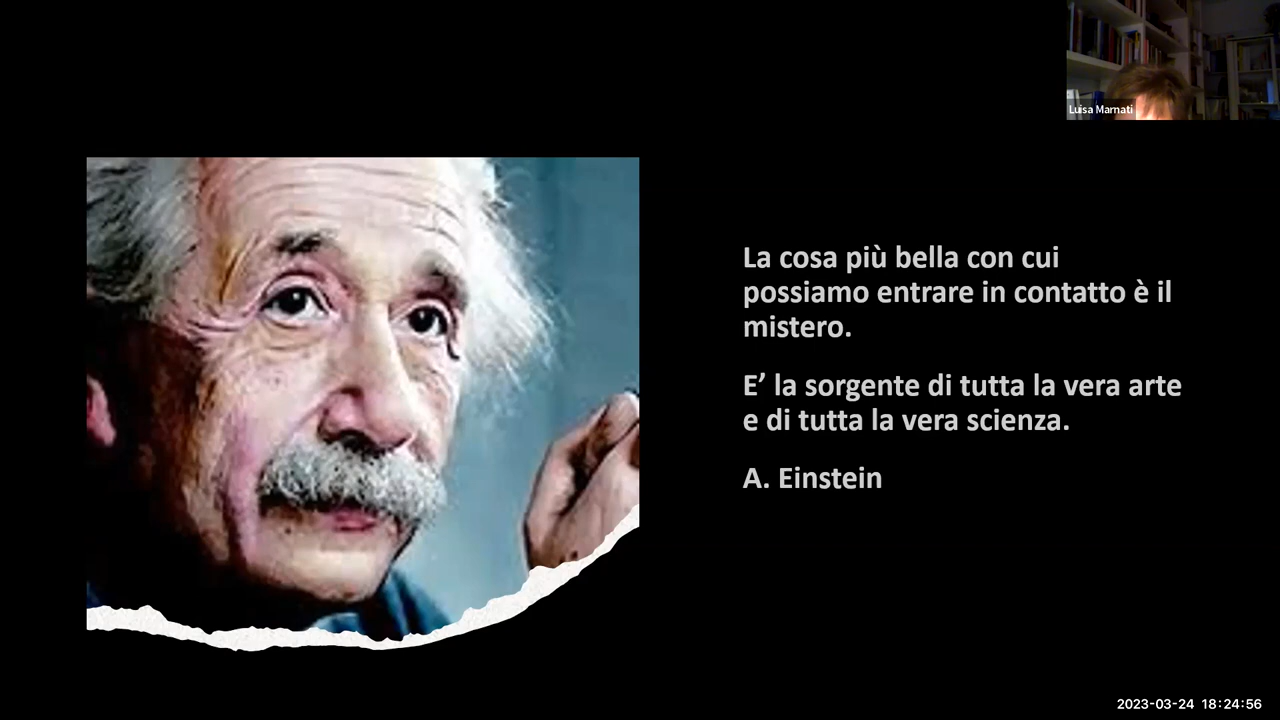 Luisa Marnati
La cosa più bella con cui
possiamo entrare in contatto è il
mistero.
E’ la sorgente di tutta la vera arte
e di tutta la vera scienza.
A. Einstein
2023-03-24 18:24:56